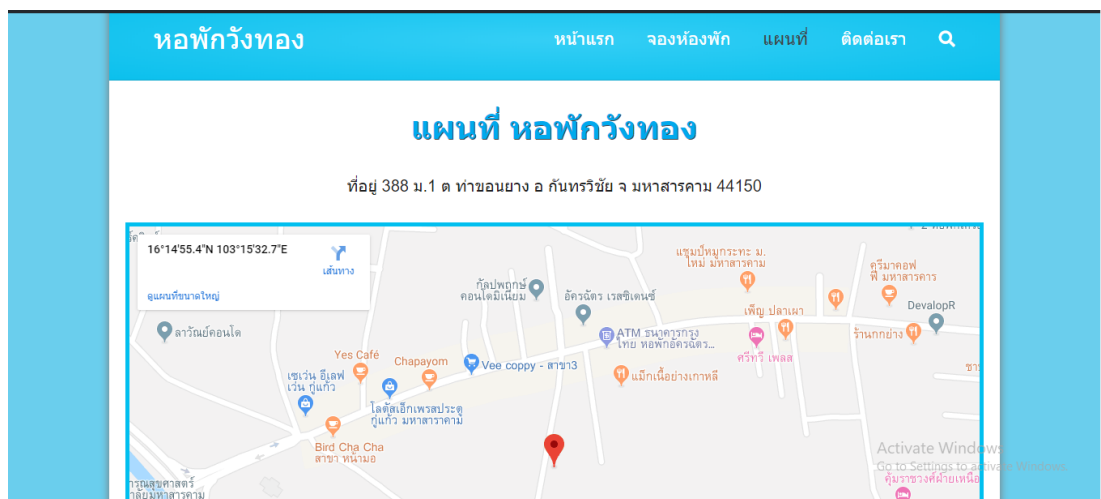 หอพักวังทอง
หน้าแรก จองห้องพัก แผนที่ ติดต่อเรา
แผนที่ หอพักวังทอง
ที่อยู่ 388 ม.1 ต ท่าขอนยาง อ กันทรวิชัย จ มหาสารคาม 44150
16°14'55.4"N 103°15'32.7"E
เส้นทาง
ดูแผนที่ขนาดใหญ่
แชมป์หมูกระทะ ม.
ใหม่ มหาสารคาม
ครีมาคอฟ
ฟี่ มหาสารคาร
กัลปพฤกษ์
คอนโดมิเนียม
อัครฉัตร เรสซิเดนซ์
DevalopR
เพ็ญ ปลาเผา
ลาวัณย์คอนโด
ATM ธนาคารกรุง
ไทย หอพักอัครฉัตร...
ร้านกกย่าง
ศรีทวี เพลส
Yes Café
Chapayom
Vee coppy - สาขา3
แม็กเนื้อย่างเกาหลี
เซเว่น อีเลฟ
เว่น กู่แก้ว
โลตัสเอ็กเพรสประตู
กู่แก้ว มหาสาราคาม
Bird Cha Cha
สาขา หน้ามอ
Activate Windows
Go to Settings to activate Windows.
คุ้มราชวงศ์ฝ่ายเหนือ